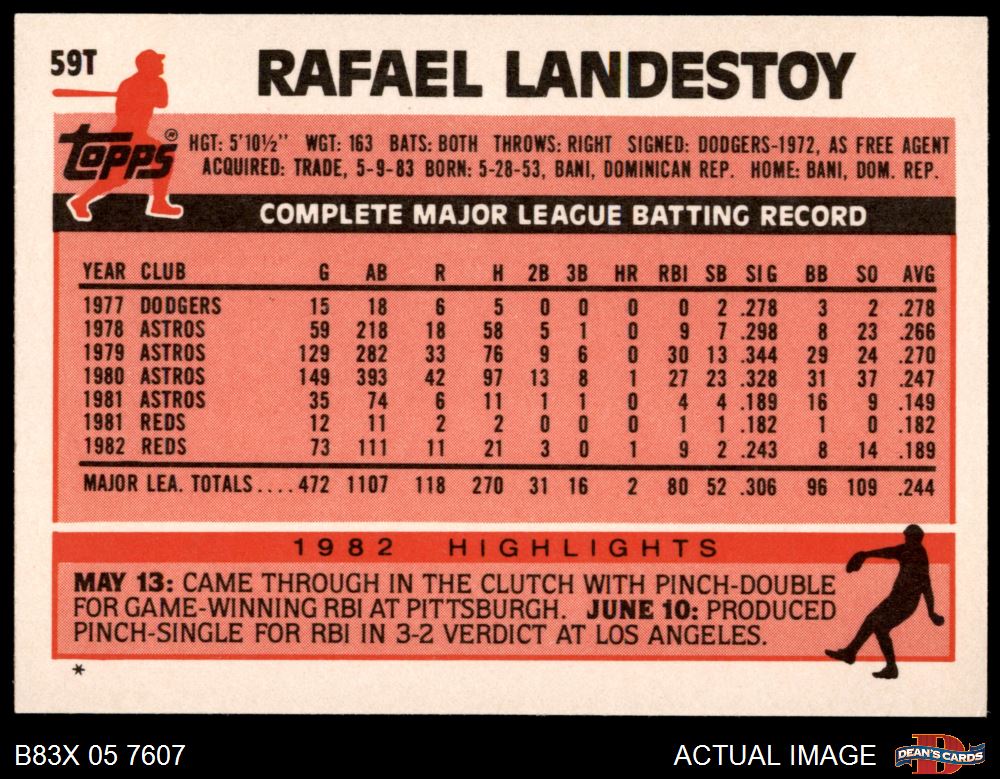 59T
RAFAEL LANDESTOY
topps®
HGT: 5'10½" WGT: 163 BATS: BOTH THROWS: RIGHT SIGNED: DODGERS-1972, AS FREE AGENT
ACQUIRED: TRADE, 5-9-83 BORN: 5-28-53, BANI, DOMINICAN REP. HOME: BANI, DOM. REP.
COMPLETE MAJOR LEAGUE BATTING RECORD
YEAR CLUB G AB R H 2B 3B HR RBI SB SIG BB SO AVG
1977 DODGERS 15 18 6 5 0 0 0 0 2 .278 3 2 .278
1978 ASTROS 59 218 18 58 5 1 0 9 7 .298 8 23 .266
1979 ASTROS 129 282 33 76 9 6 0 30 13 .344 29 24 .270
1980 ASTROS 149 393 42 97 13 8 1 27 23 .328 31 37 .247
1981 ASTROS 35 74 6 11 1 1 0 4 4 .189 16 9 .149
1981 REDS 12 11 2 2 0 0 0 1 1 .182 1 0 .182
1982 REDS 73 111 11 21 3 0 1 9 2 .243 8 14 .189
MAJOR LEA. TOTALS....472 1107 118 270 31 16 2 80 52 .306 96 109 .244
1982 HIGHLIGHTS
MAY 13: CAME THROUGH IN THE CLUTCH WITH PINCH-DOUBLE
FOR GAME-WINNING RBI AT PITTSBURGH. JUNE 10: PRODUCED
PINCH-SINGLE FOR RBI IN 3-2 VERDICT AT LOS ANGELES.
*
B83X 05 7607
ACTUAL IMAGE
DEAN'S CARDS